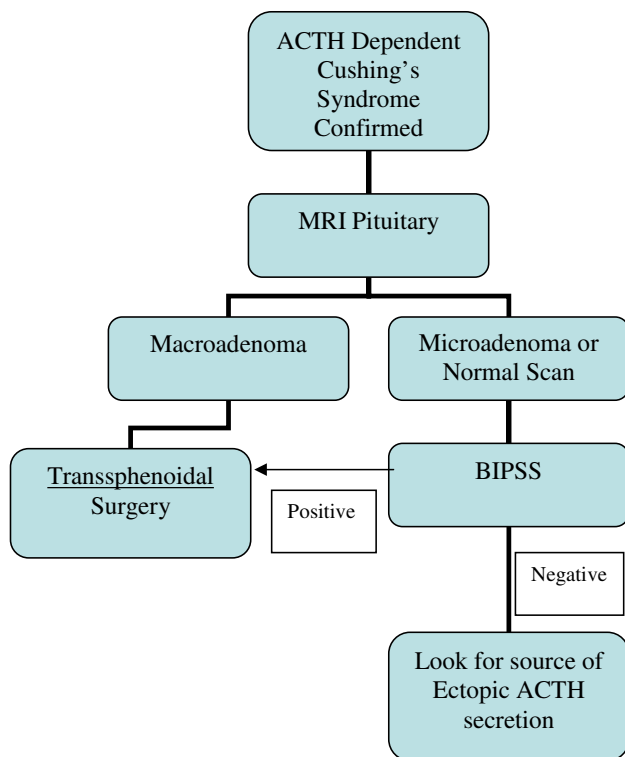 ACTH Dependent
Cushing's
Syndrome
Confirmed
MRI Pituitary
Macroadenoma
Microadenoma or
Normal Scan
Transsphenoidal
Surgery
BIPSS
Positive
Negative
Look for source of
Ectopic ACTH
secretion